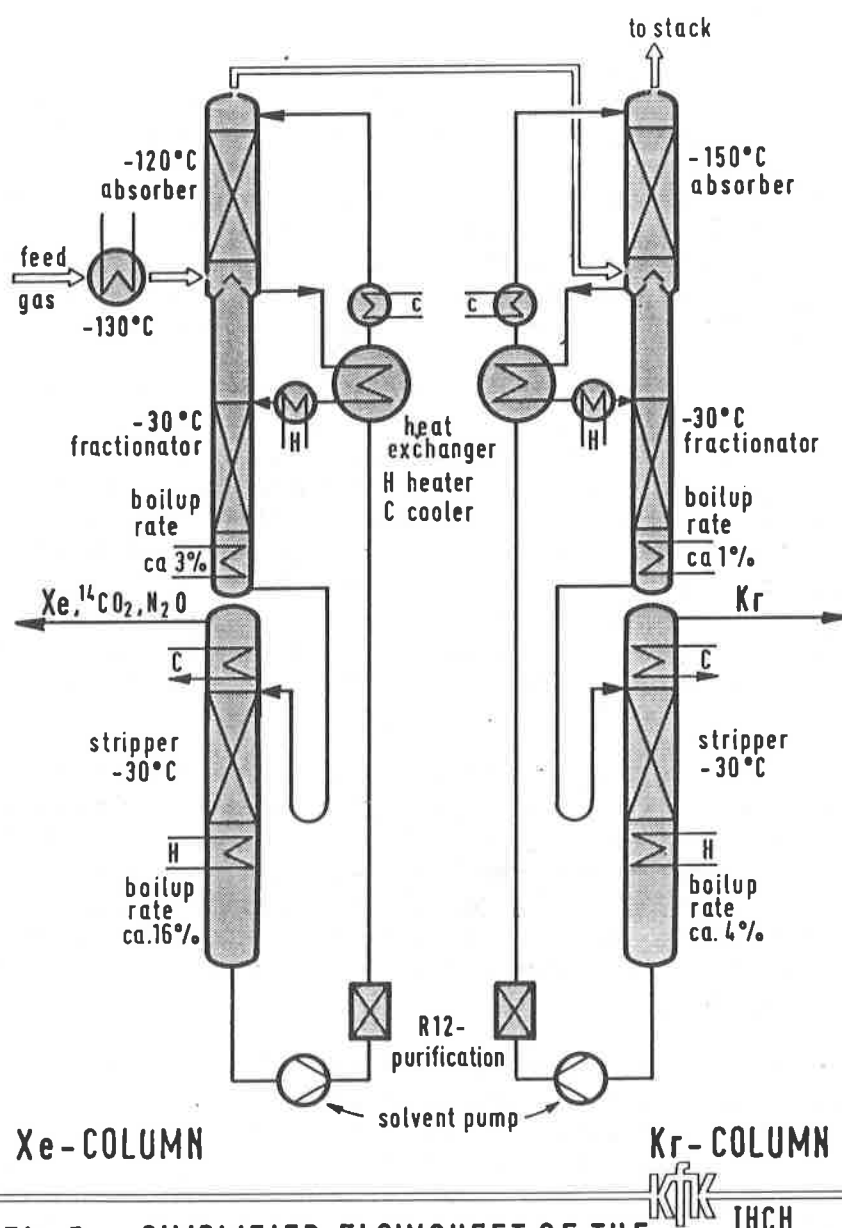 to stack
-120°C
absorber
-150°C
absorber
feed
gas
-130°C
C
C
-30°C
fractionator
H
heat
exchanger
H heater
C cooler
H
-30°C
fractionator
boilup
rate
ca 3%
boilup
rate
ca 1%
Xe, ¹⁴CO₂, N₂O
Kr
C
C
stripper
-30°C
stripper
-30°C
H
H
boilup
rate
ca. 16%
boilup
rate
ca. 4%
R12-
purification
solvent pump
Xe-COLUMN
Kr-COLUMN
KfK
IHCH
SIMPLIFIED FLOWSHEET OF THE